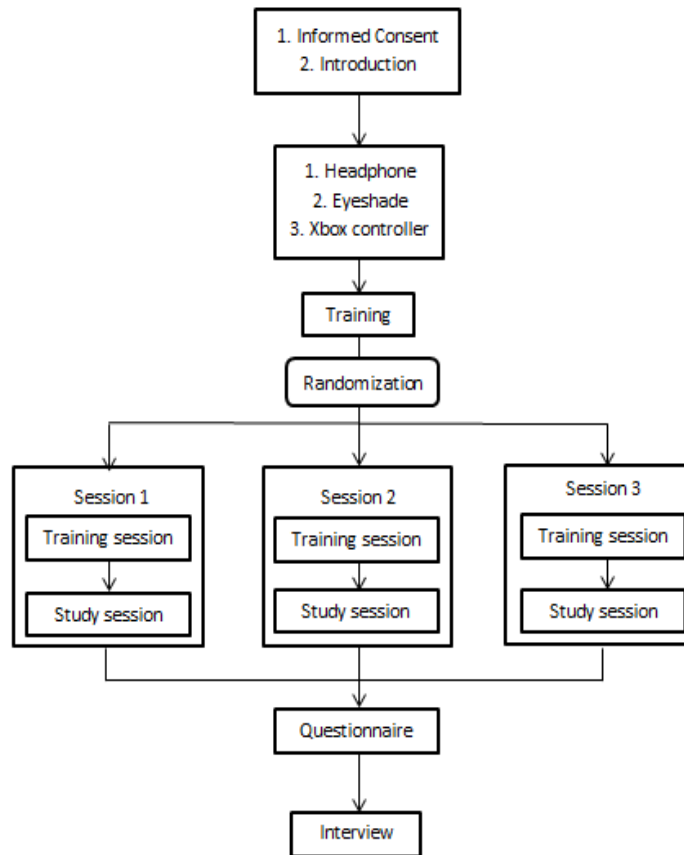 1. Informed Consent
2. Introduction
1. Headphone
2. Eyeshade
3. Xbox controller
Training
Randomization
Session 1
Training session
Study session
Session 2
Training session
Study session
Session 3
Training session
Study session
Questionnaire
Interview